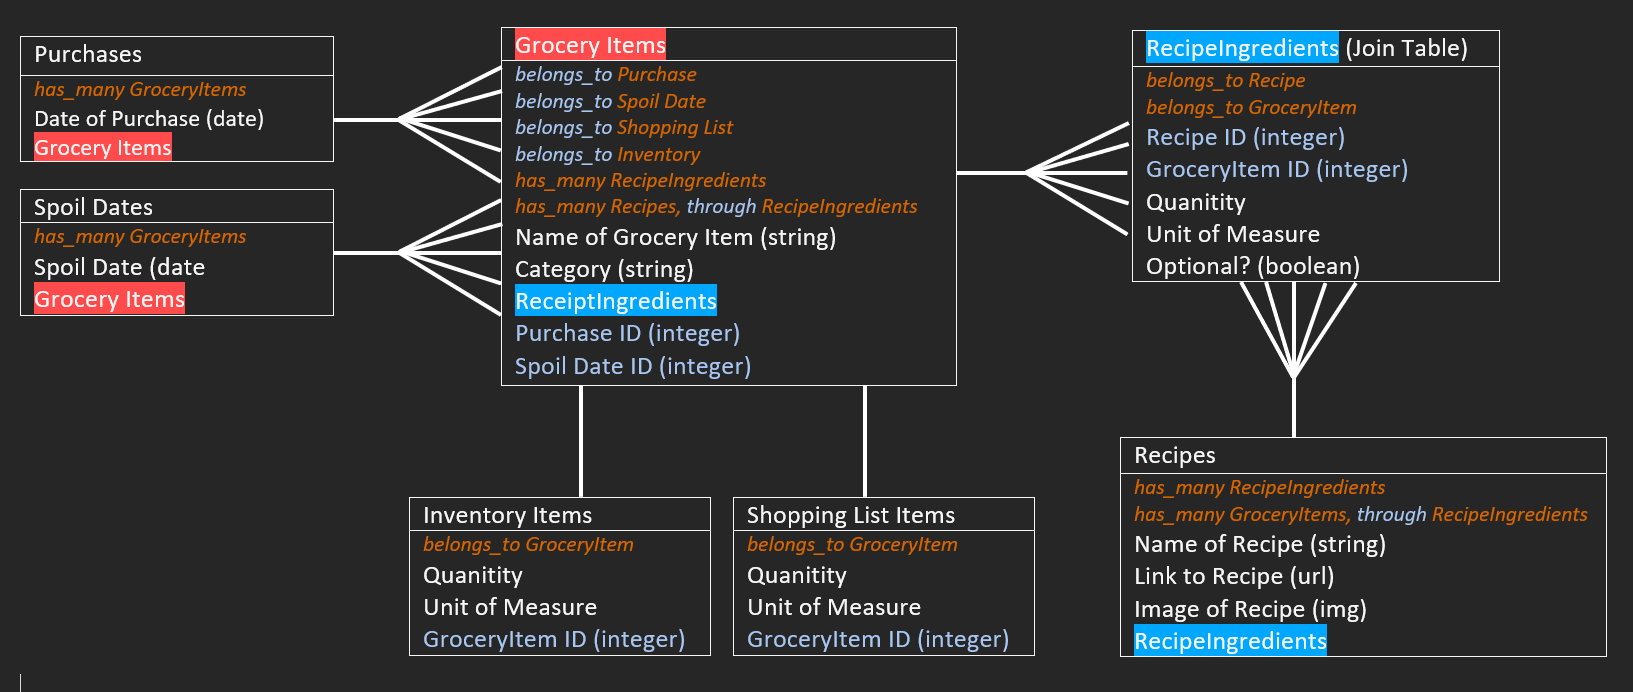 Purchases
has_many GroceryItems
Date of Purchase (date)
Grocery Items
Spoil Dates
has_many GroceryItems
Spoil Date (date
Grocery Items
Grocery Items
belongs_to Purchase
belongs_to Spoil Date
belongs_to Shopping List
belongs_to Inventory
has_many RecipeIngredients
has_many Recipes, through RecipeIngredients
Name of Grocery Item (string)
Category (string)
ReceiptIngredients
Purchase ID (integer)
Spoil Date ID (integer)
RecipeIngredients (Join Table)
belongs_to Recipe
belongs_to GroceryItem
Recipe ID (integer)
GroceryItem ID (integer)
Quanitity
Unit of Measure
Optional? (boolean)
Inventory Items
belongs_to GroceryItem
Quanitity
Unit of Measure
GroceryItem ID (integer)
Shopping List Items
belongs_to GroceryItem
Quanitity
Unit of Measure
GroceryItem ID (integer)
Recipes
has_many RecipeIngredients
has_many GroceryItems, through RecipeIngredients
Name of Recipe (string)
Link to Recipe (url)
Image of Recipe (img)
RecipeIngredients